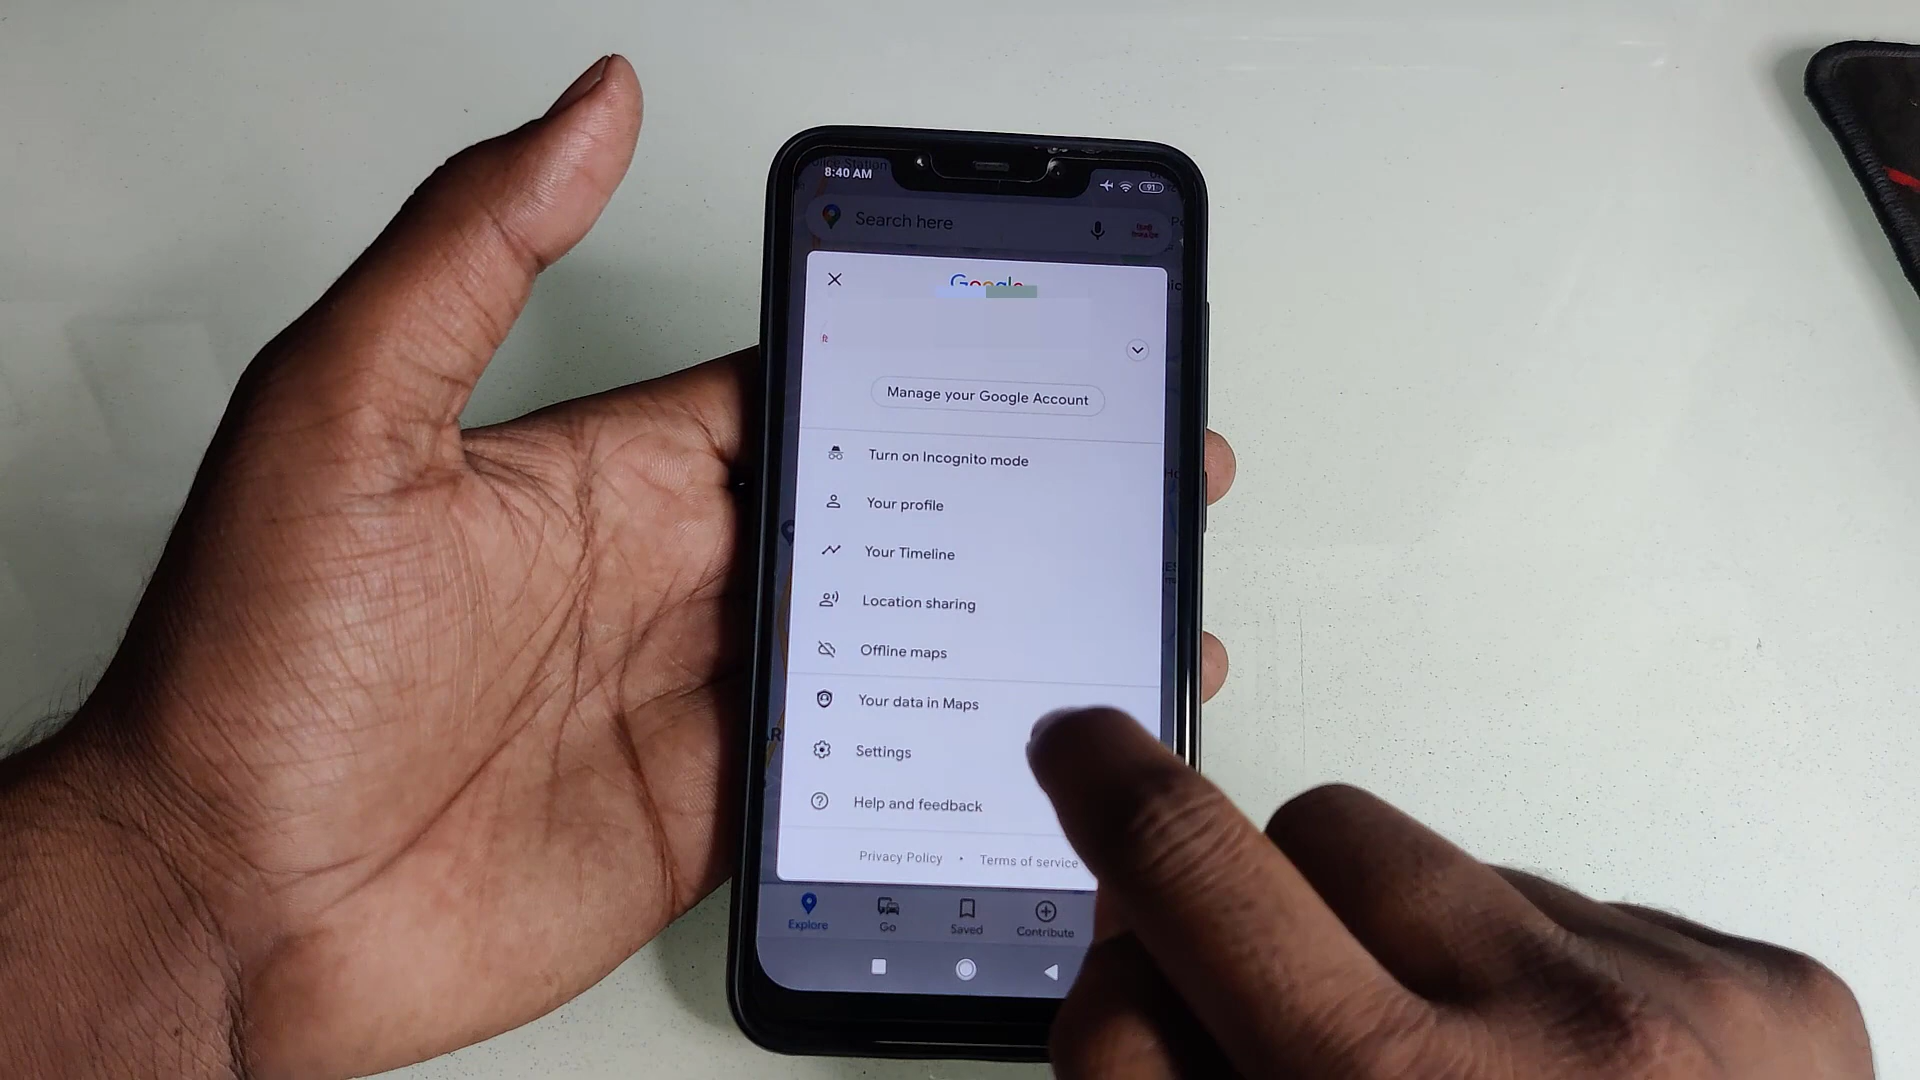 8:40 AM
91
Search here
Google
Manage your Google Account
Turn on Incognito mode
Your profile
Your Timeline
Location sharing
Offline maps
Your data in Maps
Settings
Help and feedback
Privacy Policy • Terms of service
Explore
Go
Saved
Contribute